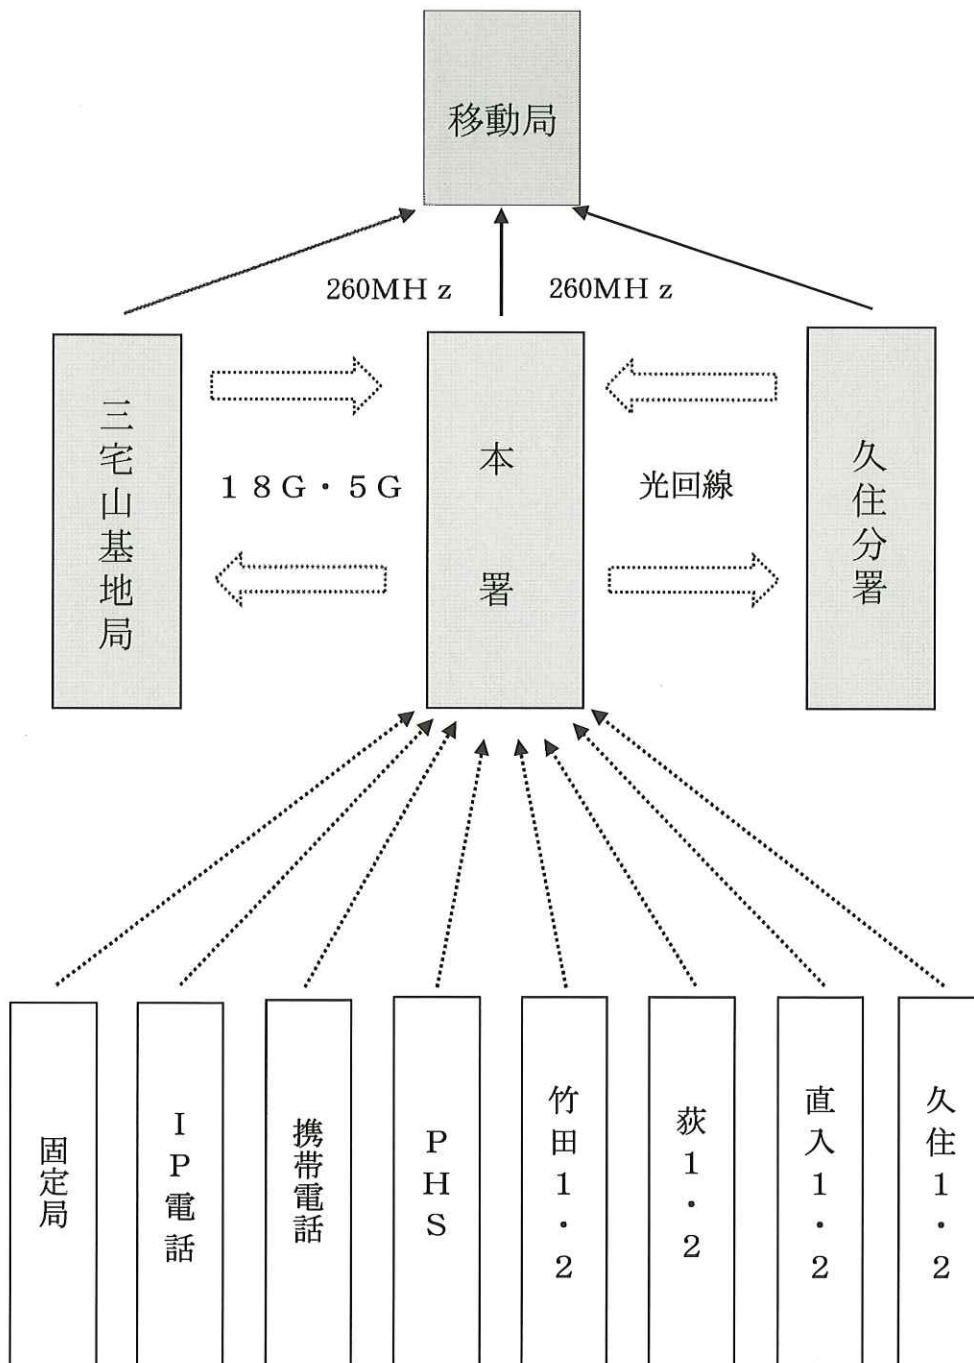 移動局
260MHz
260MHz
三宅山基地局
18G・5G
本署
光回線
久住分署
固定局
IP電話
携帯電話
PHS
竹田1・2
荻1・2
直入1・2
久住1・2